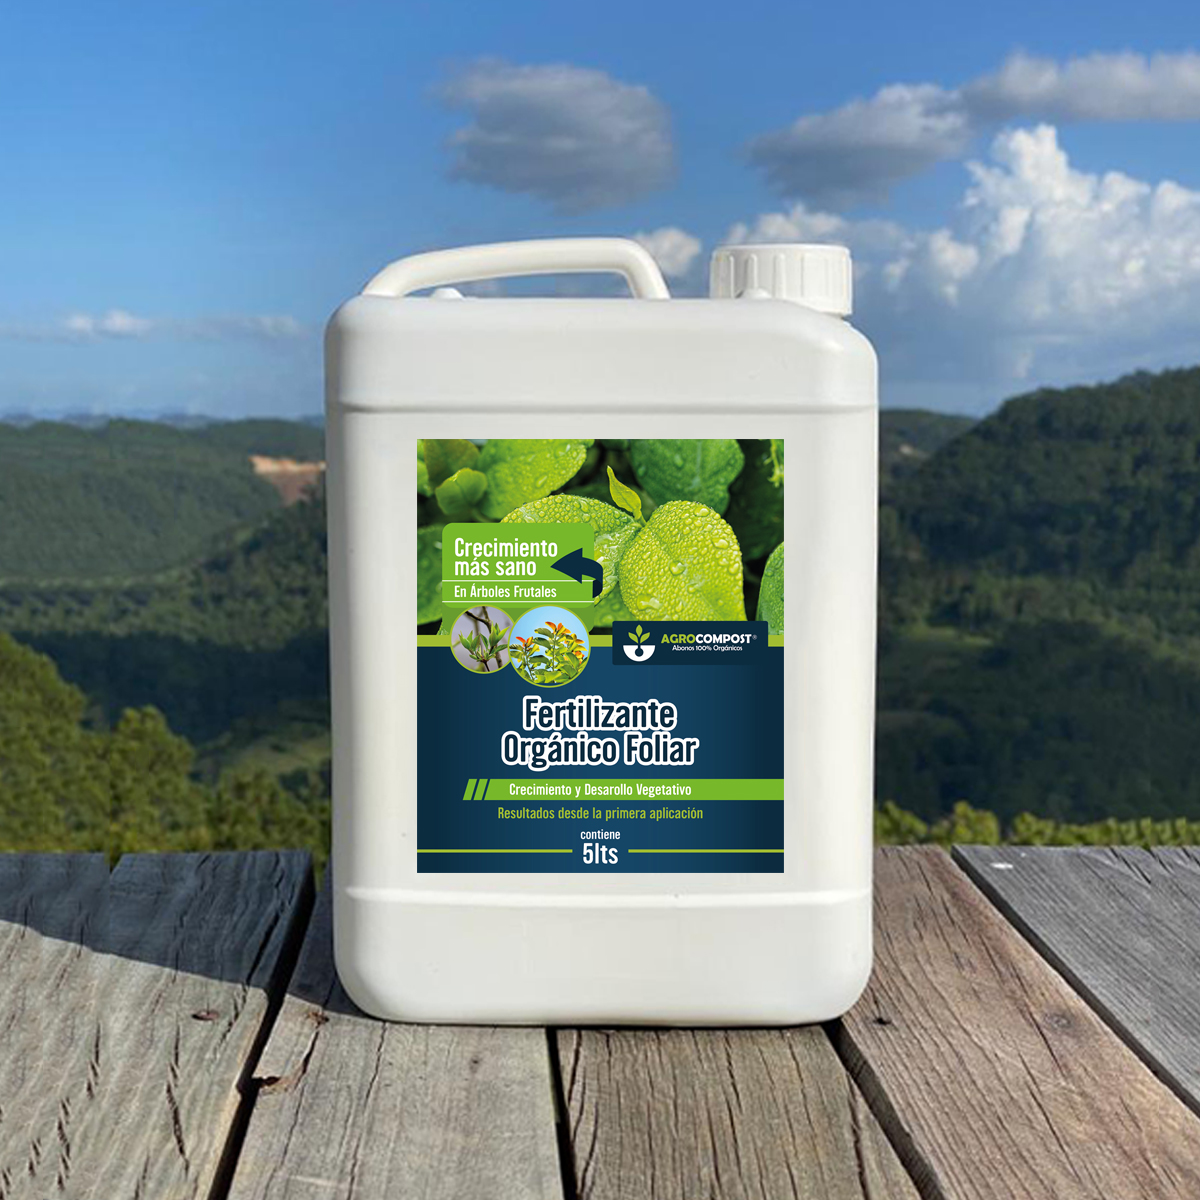 Crecimiento
más sano
En Árboles Frutales
AGROCOMPOST®
Abonos 100% Orgánicos
Fertilizante
Orgánico Foliar
Crecimiento y Desarollo Vegetativo
Resultados desde la primera aplicación
contiene
5lts